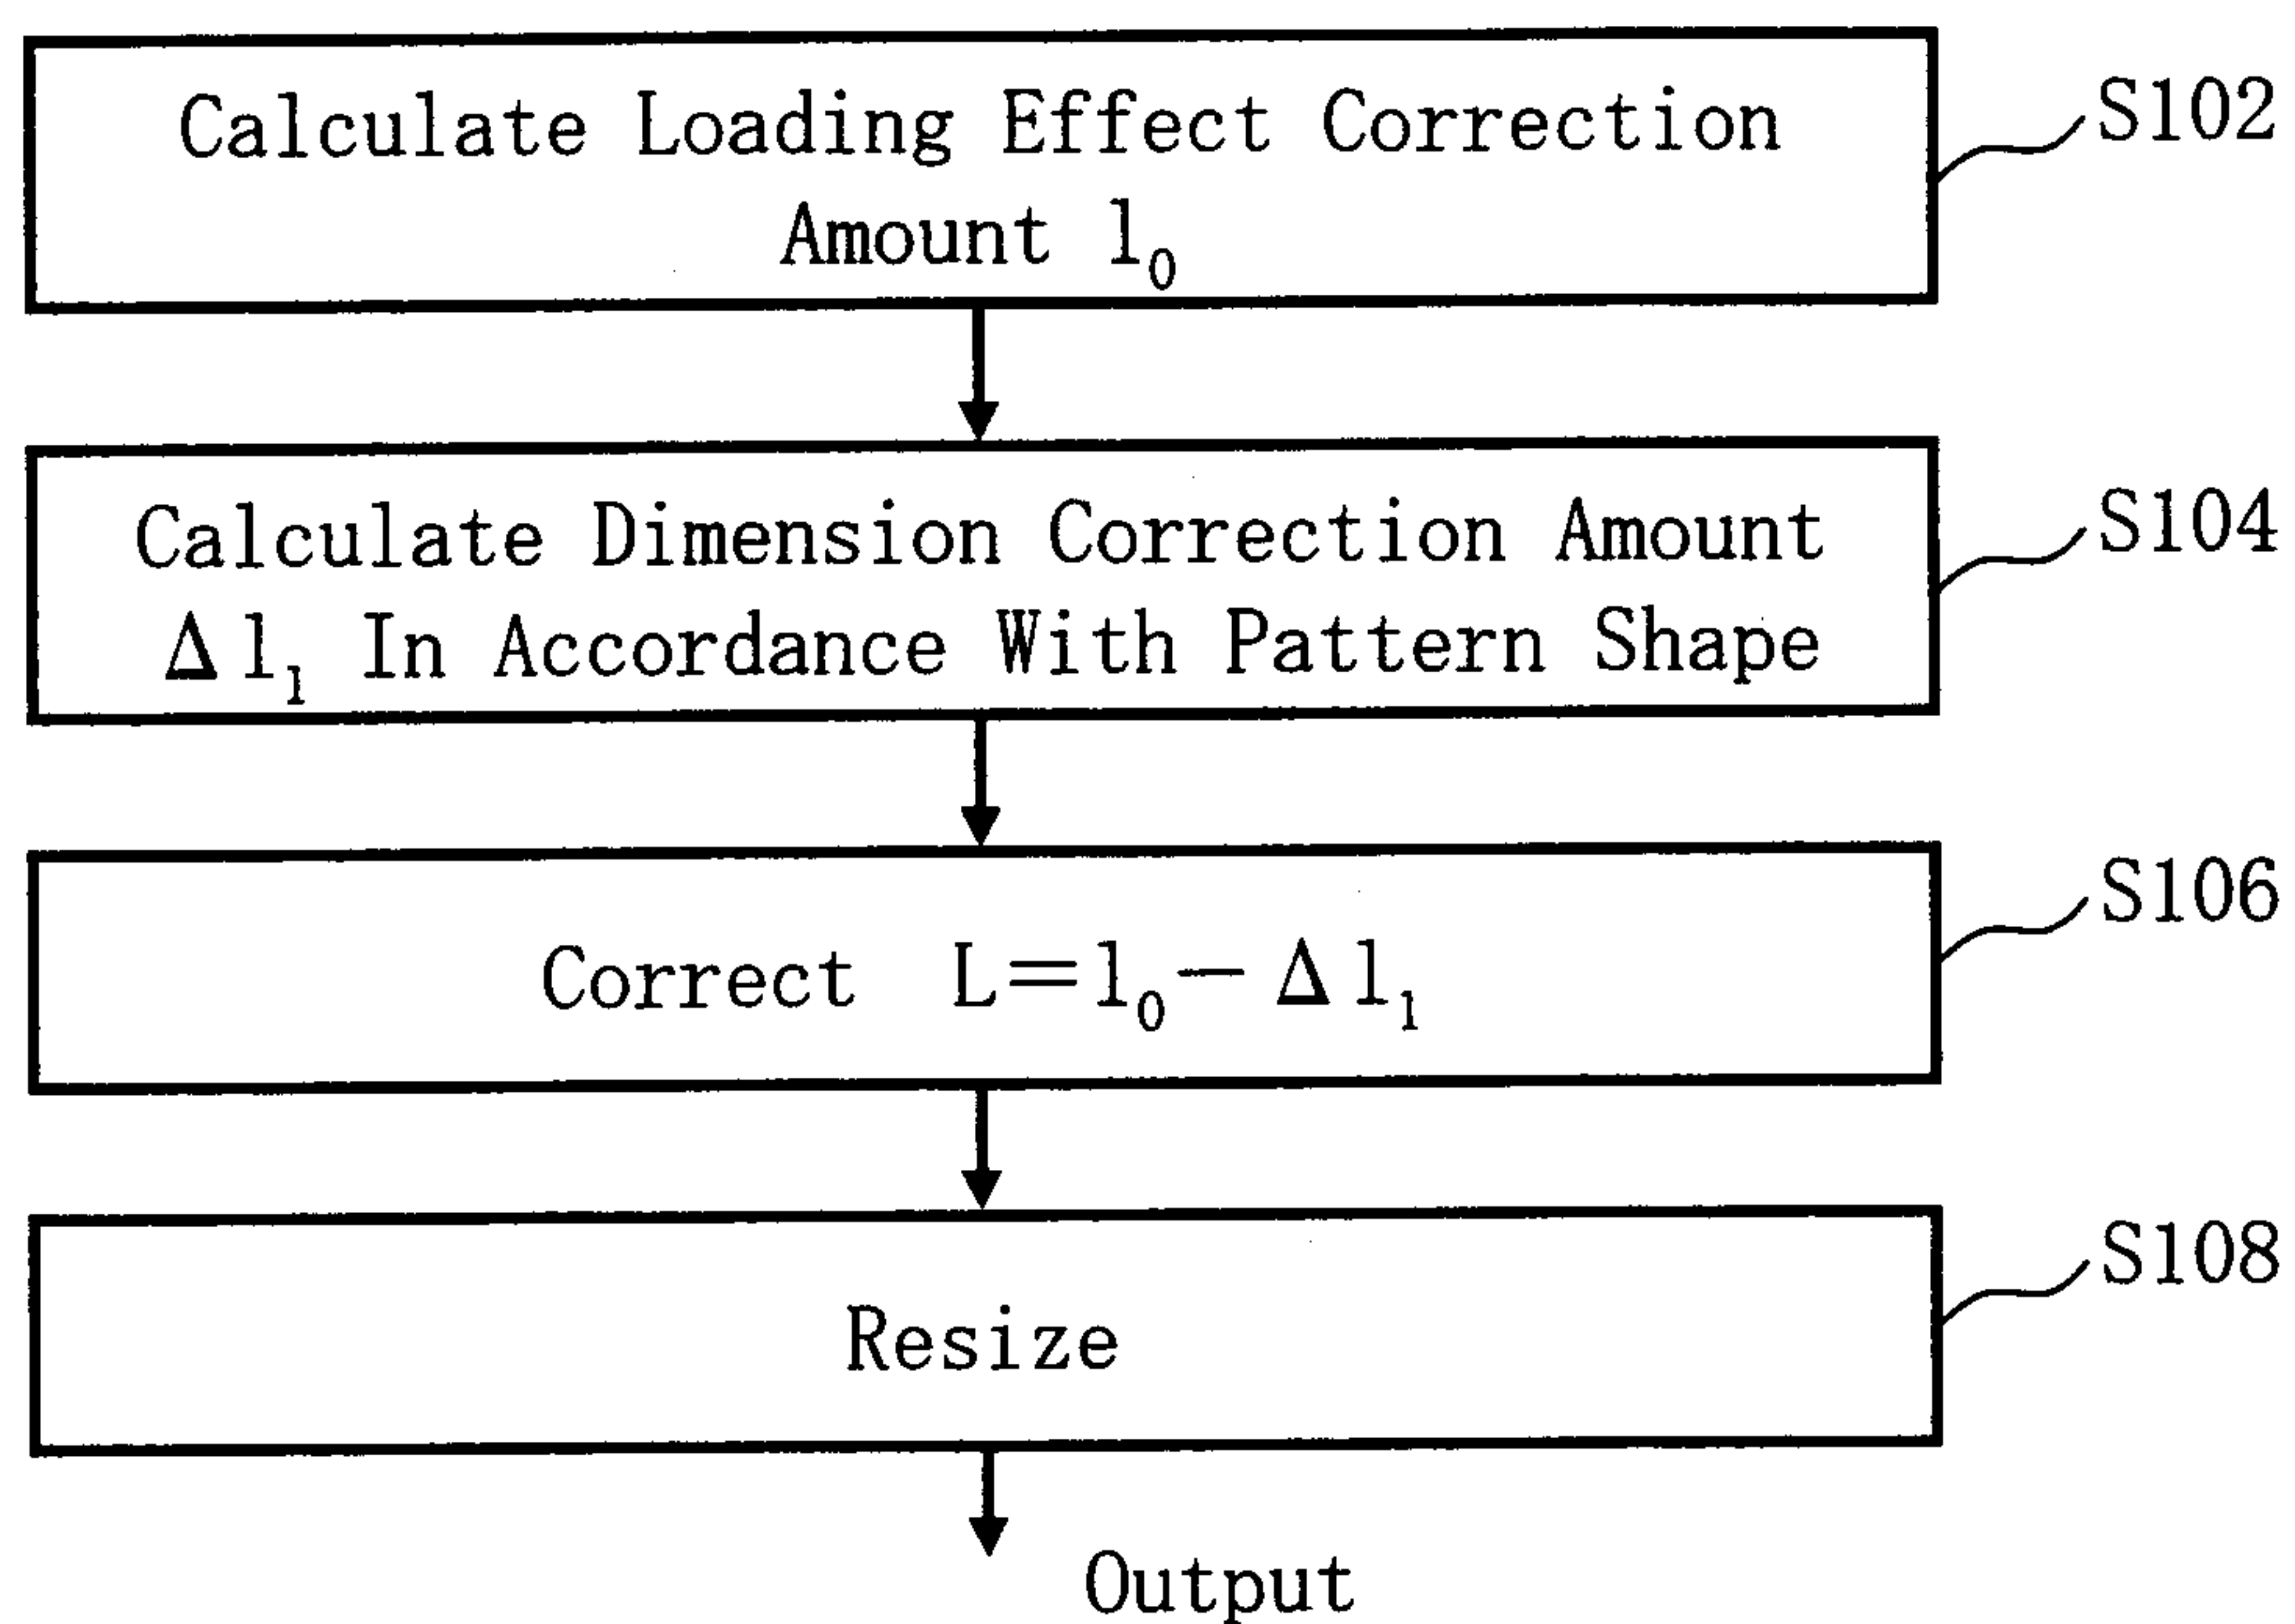 Calculate Loading Effect Correction
Amount l₀
S102
Calculate Dimension Correction Amount
Δl₁ In Accordance With Pattern Shape
S104
Correct L=l₀-Δl₁
S106
Resize
S108
Output